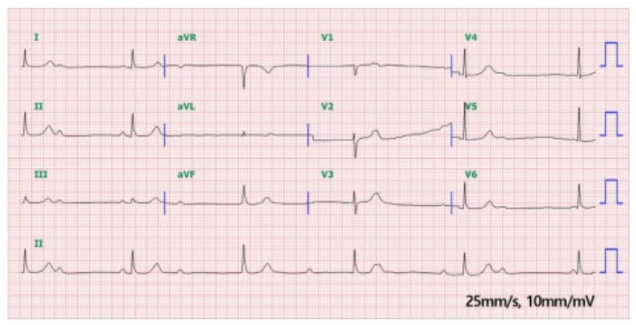 I aVR V1 V4
II aVL V2 V5
III aVF V3 V6
II
25mm/s, 10mm/mV